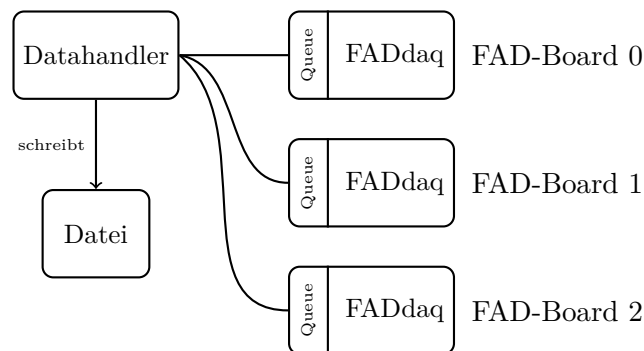 Datahandler
Queue
FADdaq
FAD-Board 0
schreibt
Queue
FADdaq
FAD-Board 1
Datei
Queue
FADdaq
FAD-Board 2